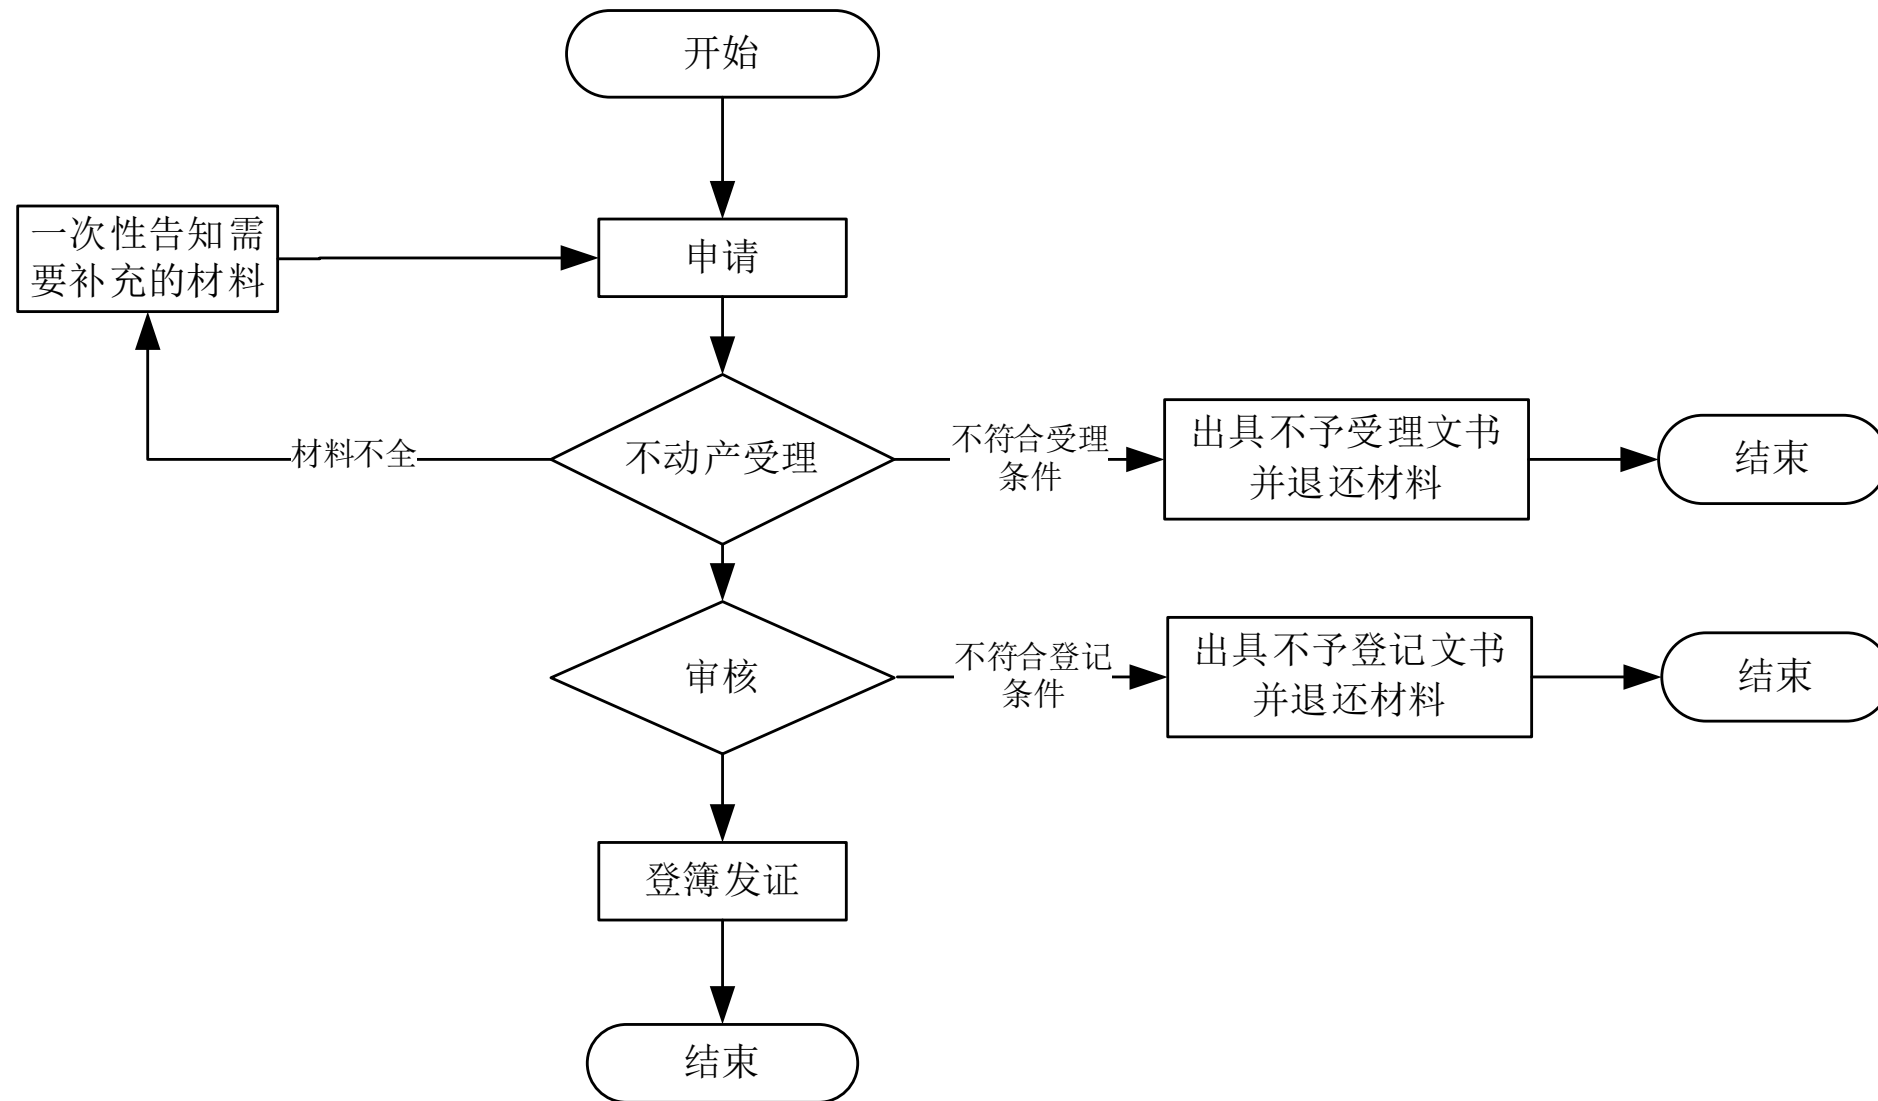 开始
一次性告知需
要补充的材料
申请
材料不全
不动产受理
不符合受理
条件
出具不予受理文书
并退还材料
结束
审核
不符合登记
条件
出具不予登记文书
并退还材料
结束
登簿发证
结束